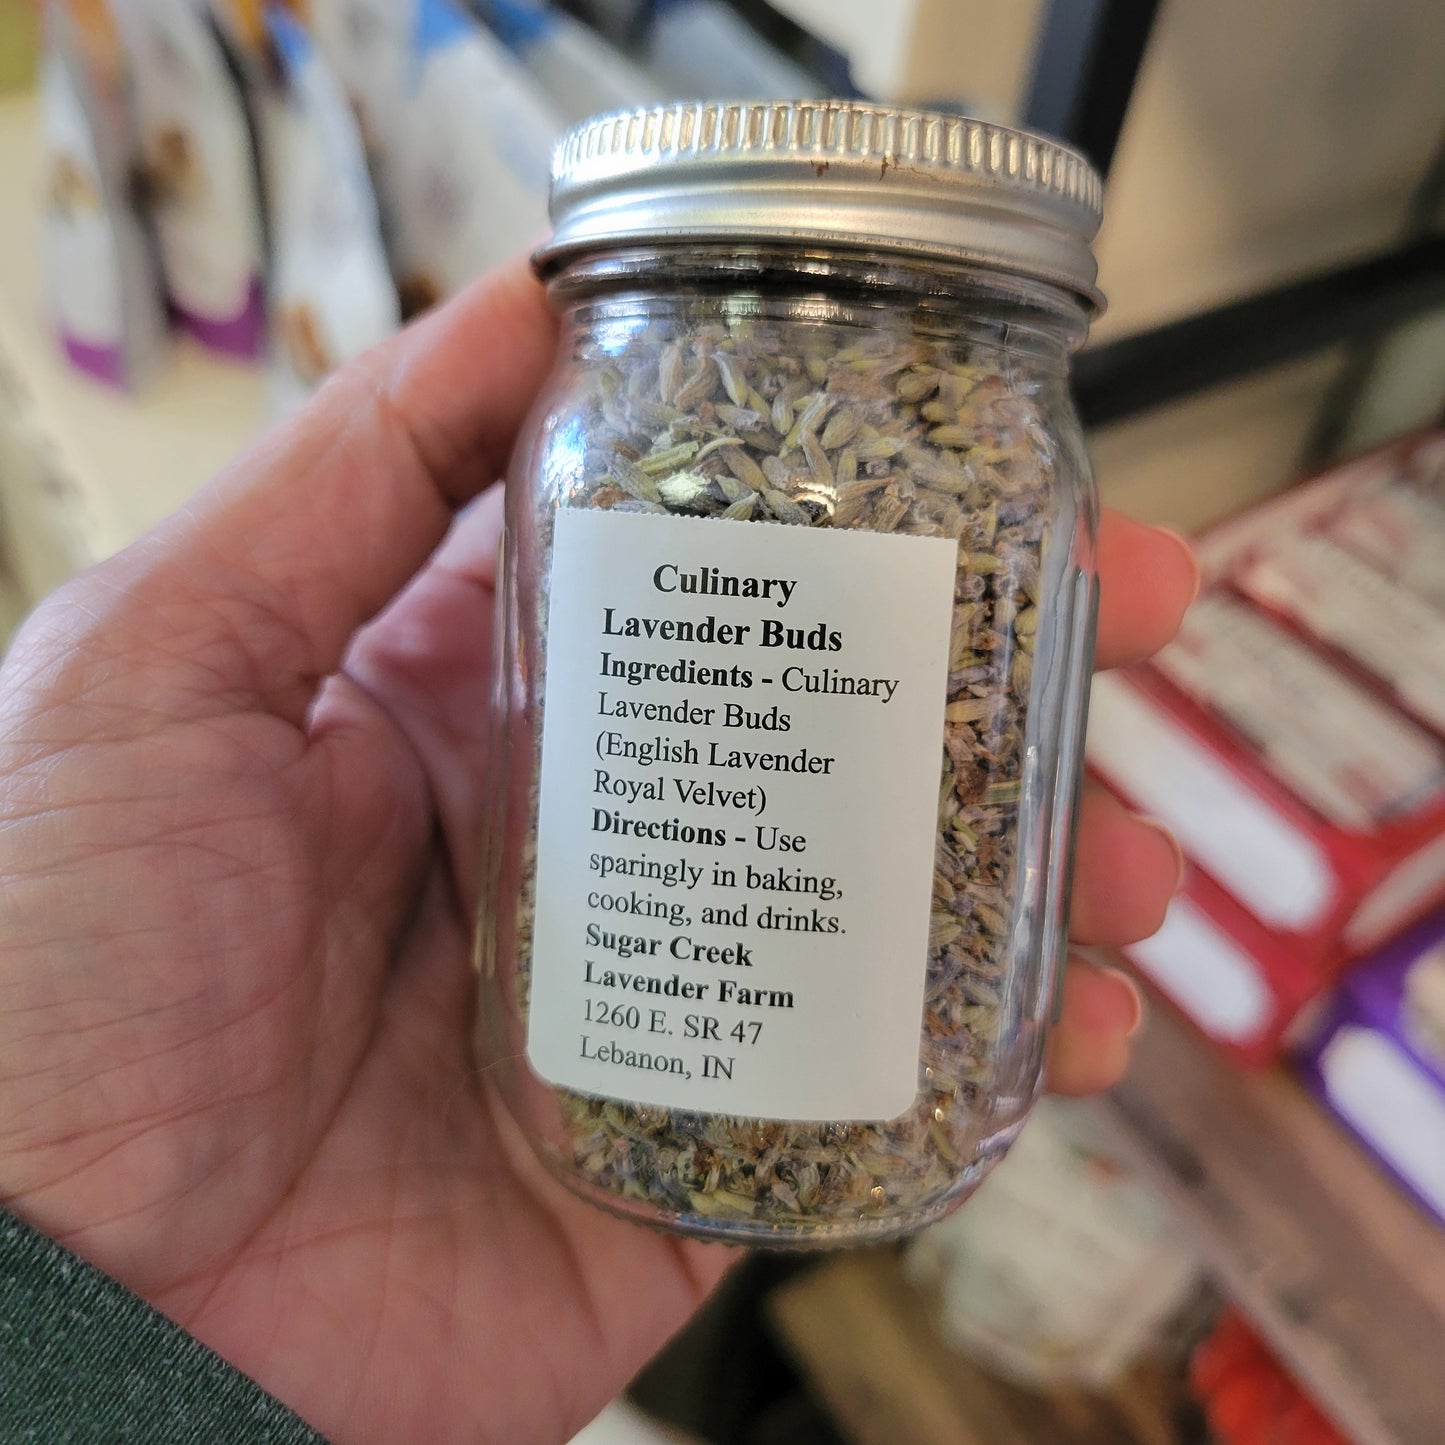 Culinary
Lavender Buds
Ingredients - Culinary
Lavender Buds
(English Lavender
Royal Velvet)
Directions - Use
sparingly in baking,
cooking, and drinks.
Sugar Creek
Lavender Farm
1260 E. SR 47
Lebanon, IN